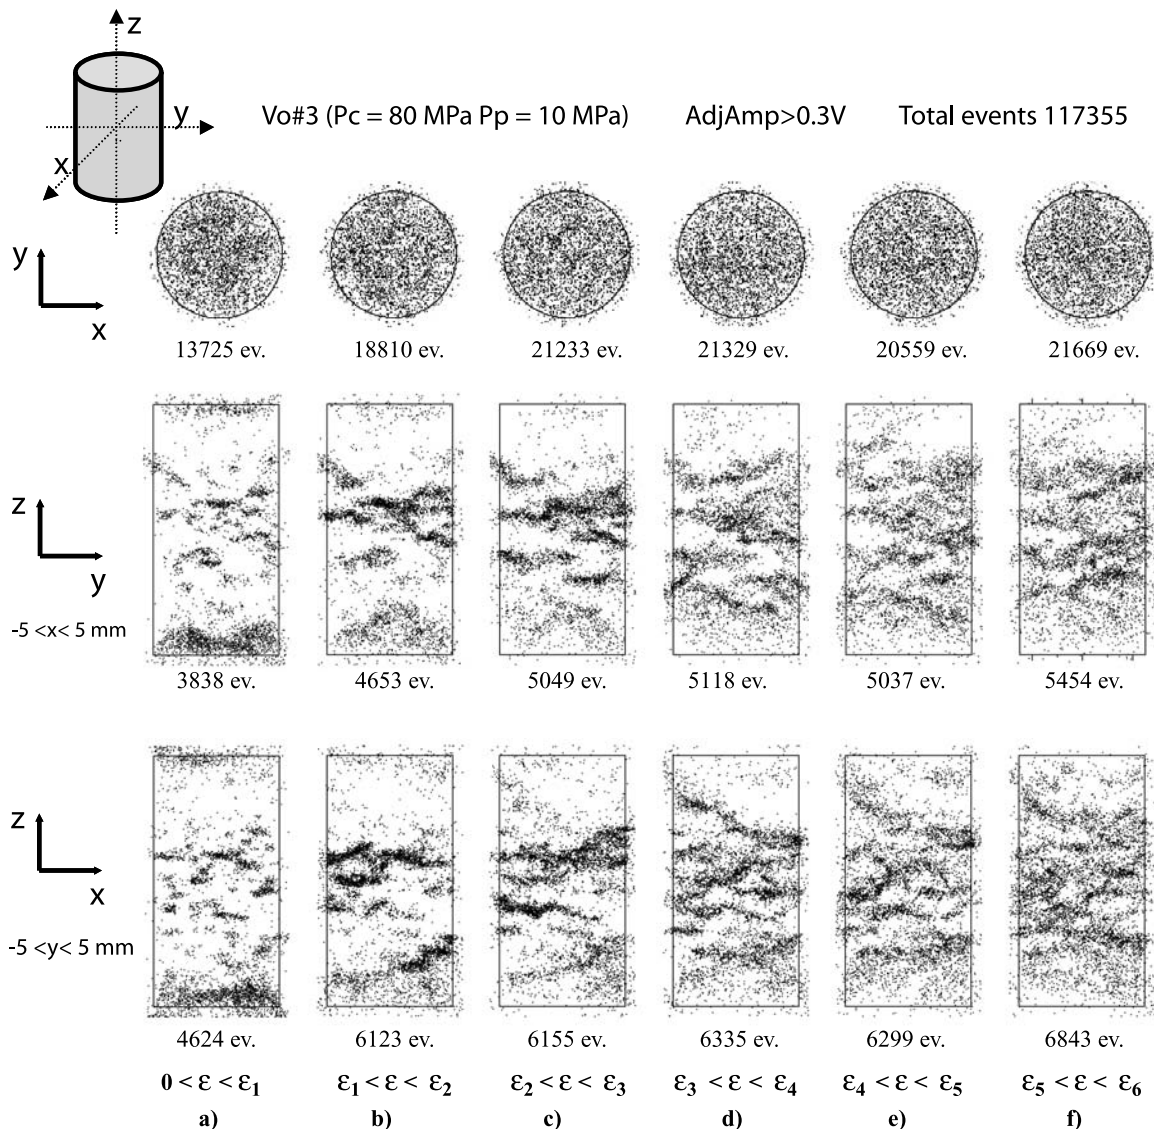 z
y
x
Vo#3 (Pc = 80 MPa Pp = 10 MPa) AdjAmp>0.3V Total events 117355
y
x
13725 ev. 18810 ev. 21233 ev. 21329 ev. 20559 ev. 21669 ev.
z
y
-5 <x< 5 mm
3838 ev. 4653 ev. 5049 ev. 5118 ev. 5037 ev. 5454 ev.
z
x
-5 <y< 5 mm
4624 ev. 6123 ev. 6155 ev. 6335 ev. 6299 ev. 6843 ev.
0 < ε < ε₁ ε₁ < ε < ε₂ ε₂ < ε < ε₃ ε₃ < ε < ε₄ ε₄ < ε < ε₅ ε₅ < ε < ε₆
a) b) c) d) e) f)